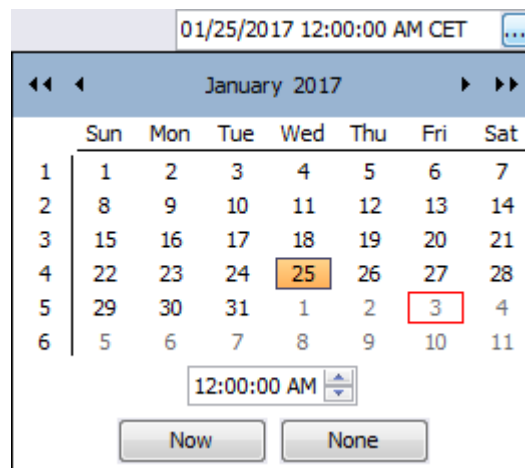 01/25/2017 12:00:00 AM CET ...
January 2017
Sun Mon Tue Wed Thu Fri Sat
1 1 2 3 4 5 6 7
2 8 9 10 11 12 13 14
3 15 16 17 18 19 20 21
4 22 23 24 25 26 27 28
5 29 30 31 1 2 3 4
6 5 6 7 8 9 10 11
12:00:00 AM
Now None